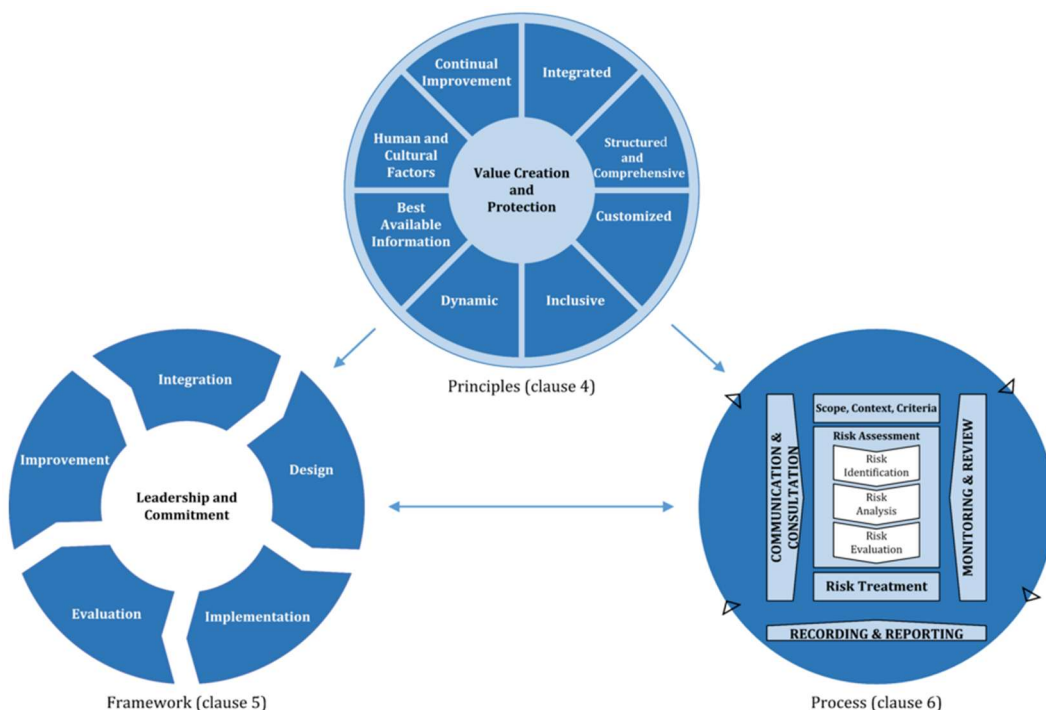 Continual
Improvement
Integrated
Human and
Cultural
Factors
Structured
and
Comprehensive
Value Creation
and
Protection
Best
Available
Information
Customized
Dynamic
Inclusive
Principles (clause 4)
Integration
Improvement
Design
Leadership and
Commitment
Evaluation
Implementation
Framework (clause 5)
Scope, Context, Criteria
Risk Assessment
Risk
Identification
Risk
Analysis
Risk
Evaluation
Risk Treatment
COMMUNICATION &
CONSULTATION
MONITORING & REVIEW
RECORDING & REPORTING
Process (clause 6)